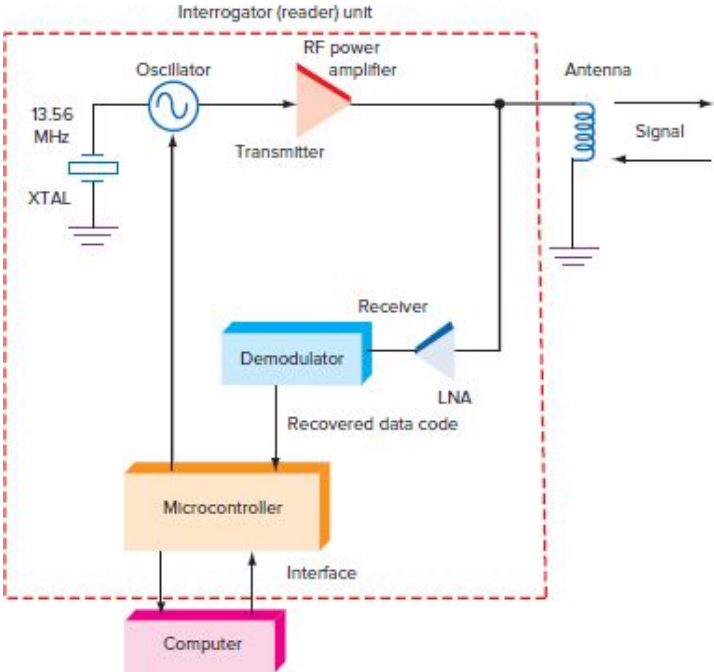 Interrogator (reader) unit
RF power
amplifier
Oscillator
Antenna
13.56
MHz
Signal
Transmitter
XTAL
Receiver
Demodulator
LNA
Recovered data code
Microcontroller
Interface
Computer